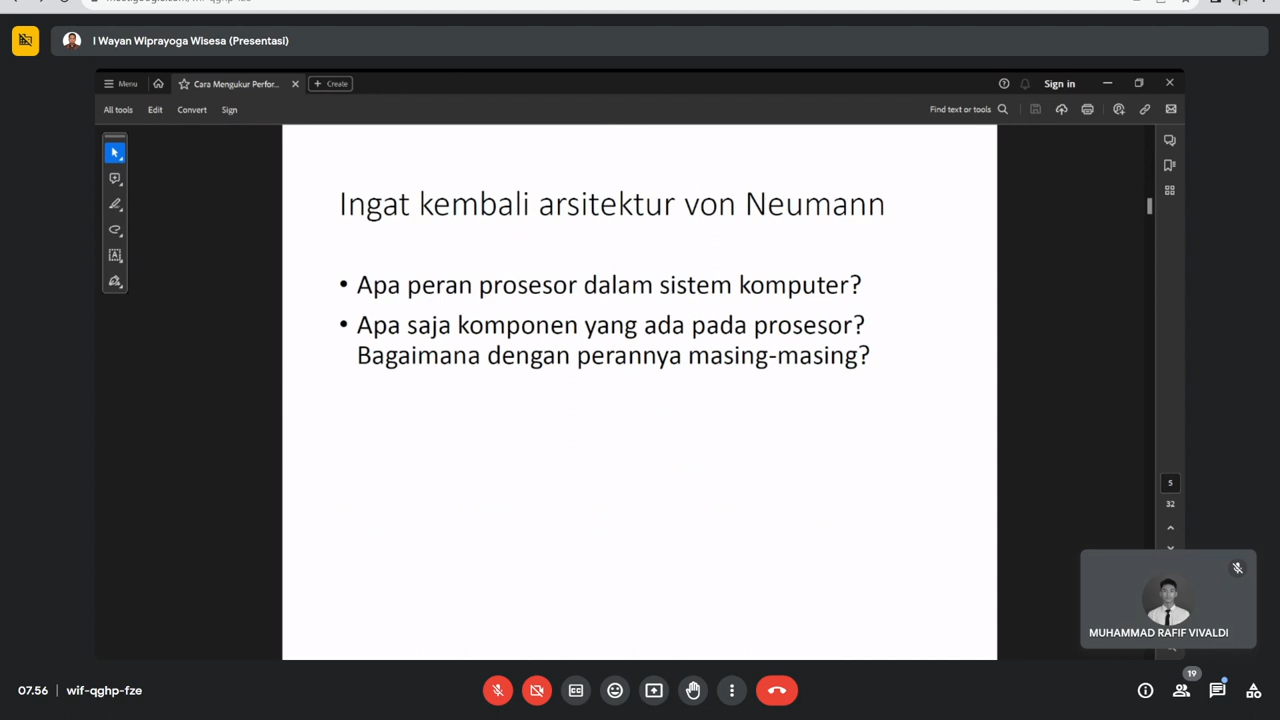 I Wayan Wiprayoga Wisesa (Presentasi)
Menu
Cara Mengukur Perfor...
Create
Sign in
All tools
Edit
Convert
Sign
Find text or tools
Ingat kembali arsitektur von Neumann
• Apa peran prosesor dalam sistem komputer?
• Apa saja komponen yang ada pada prosesor?
Bagaimana dengan perannya masing-masing?
5
32
MUHAMMAD RAFIF VIVALDI
07.56
wif-qghp-fze
19